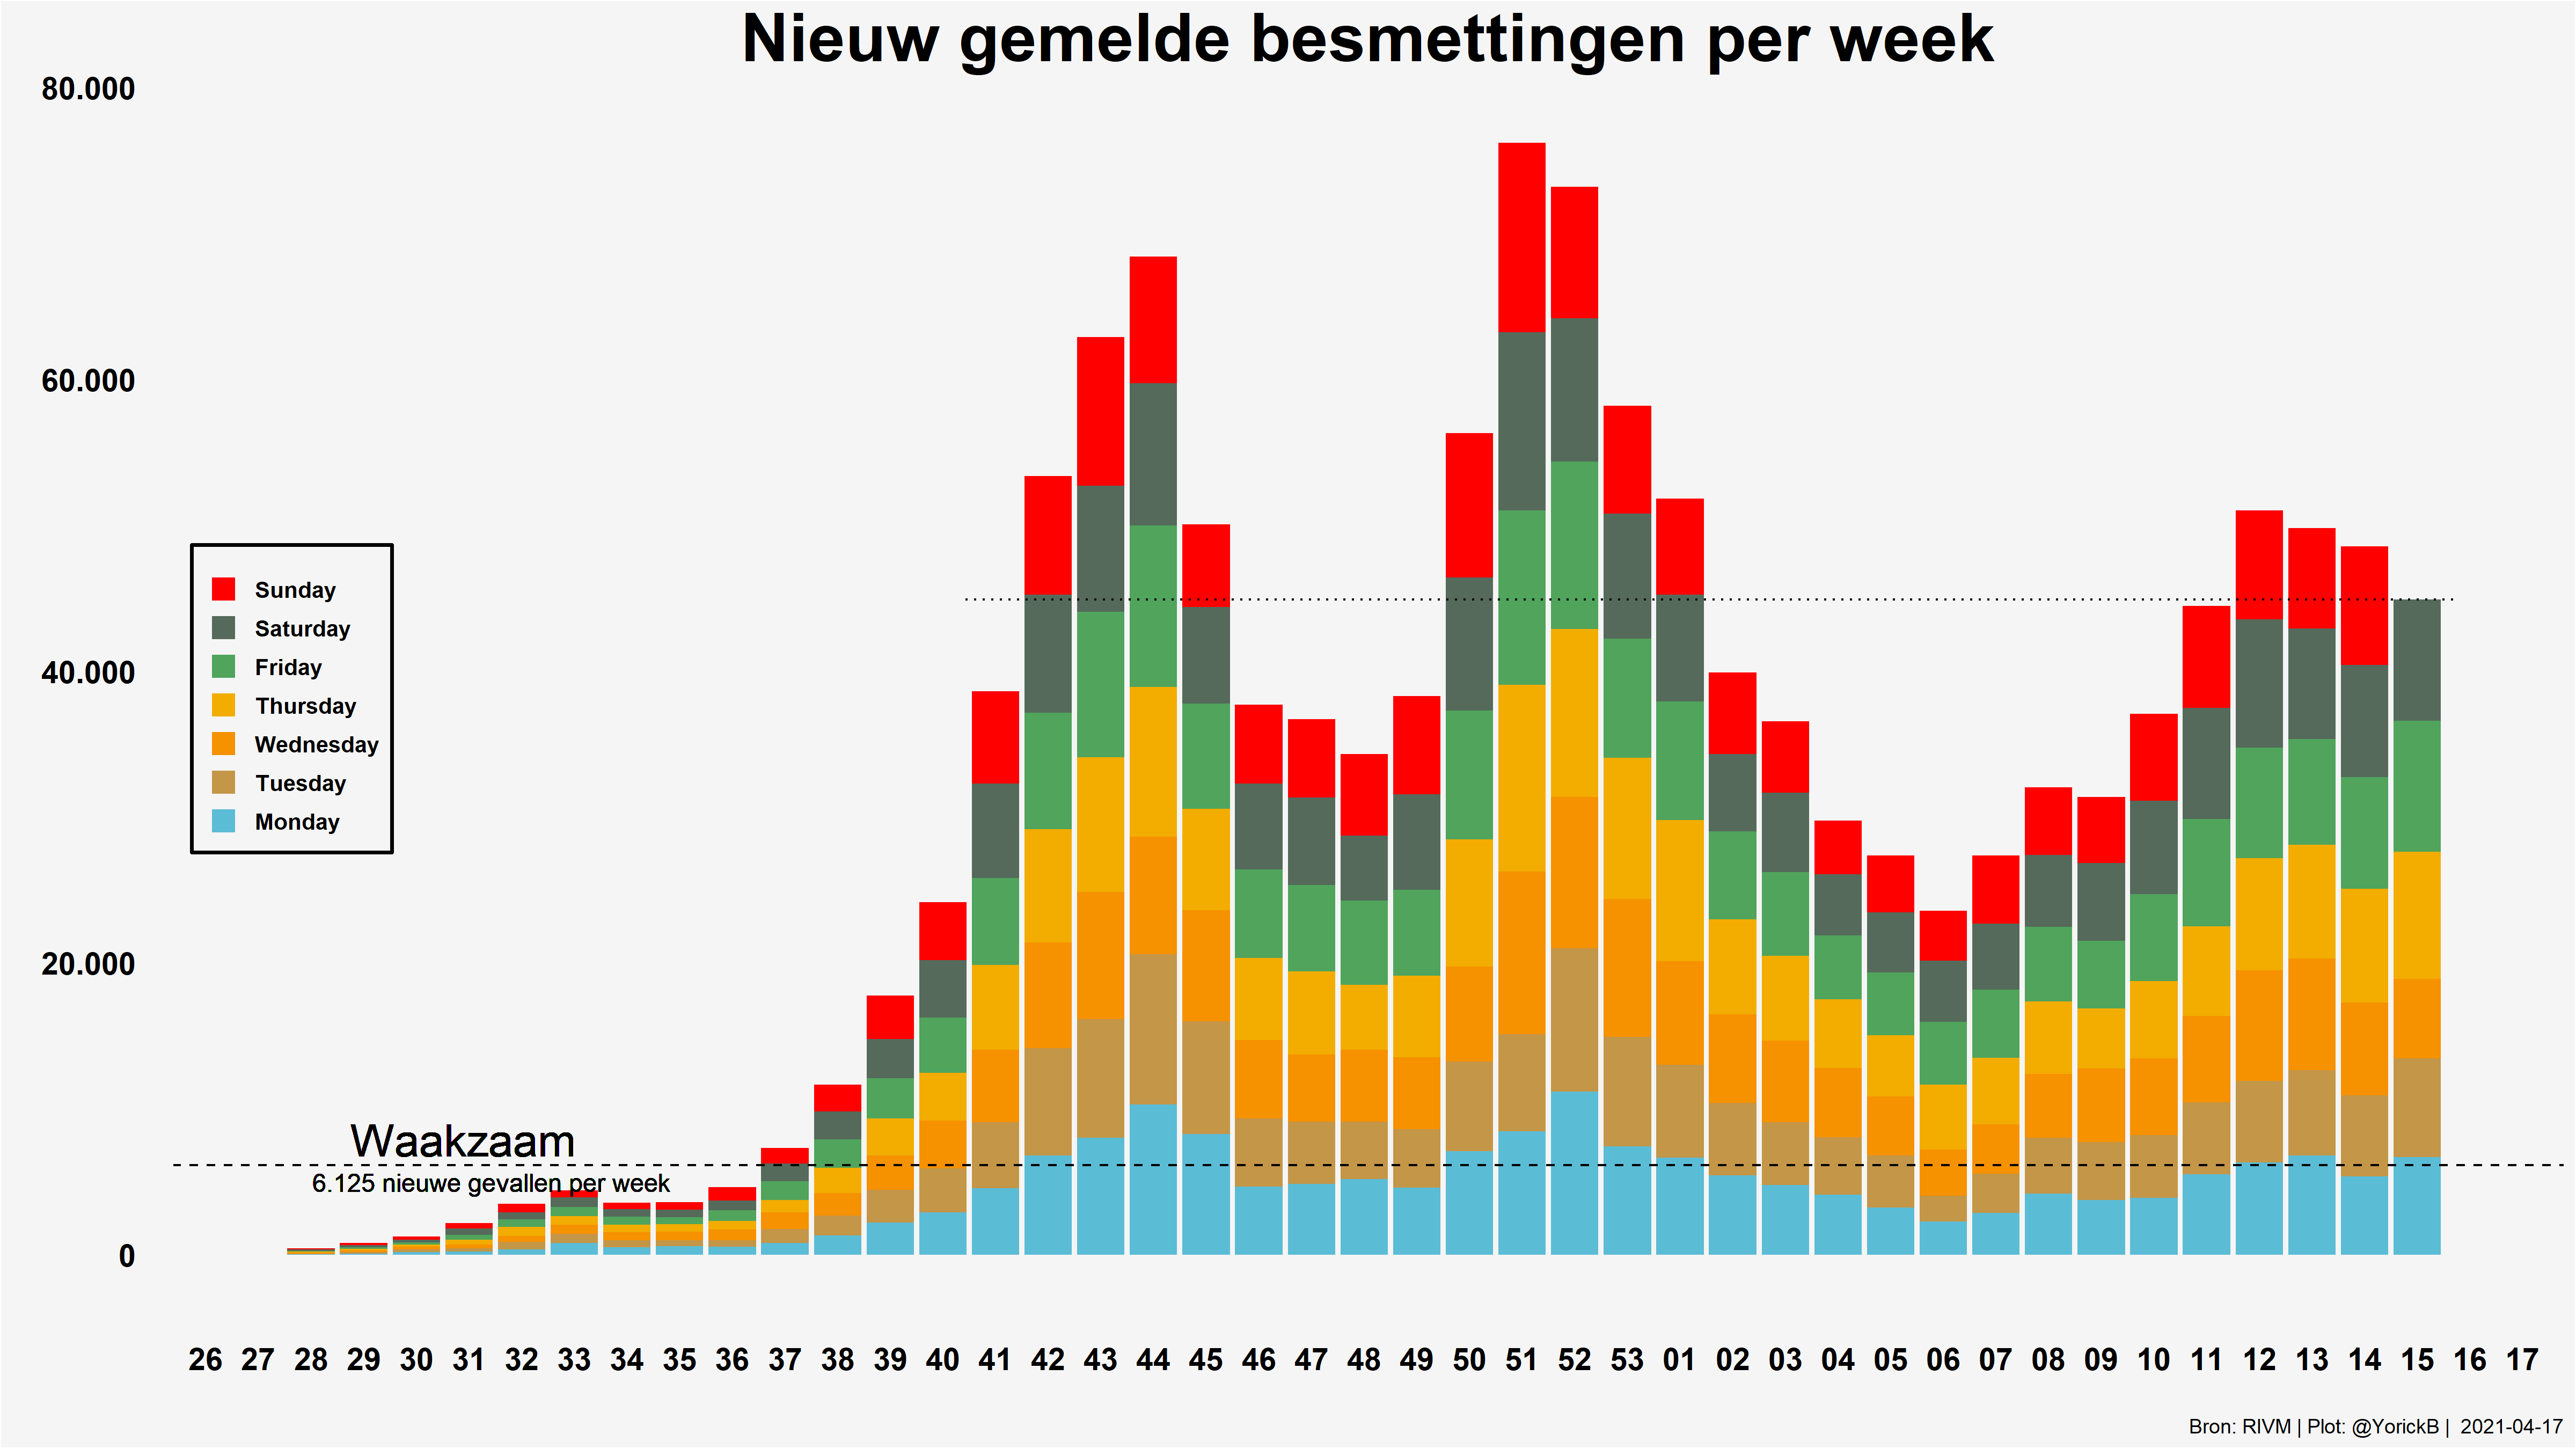 Nieuw gemelde besmettingen per week
80.000
60.000
40.000
20.000
0
Sunday
Saturday
Friday
Thursday
Wednesday
Tuesday
Monday
Waakzaam
6.125 nieuwe gevallen per week
26 27 28 29 30 31 32 33 34 35 36 37 38 39 40 41 42 43 44 45 46 47 48 49 50 51 52 53 01 02 03 04 05 06 07 08 09 10 11 12 13 14 15 16 17
Bron: RIVM | Plot: @YorickB | 2021-04-17